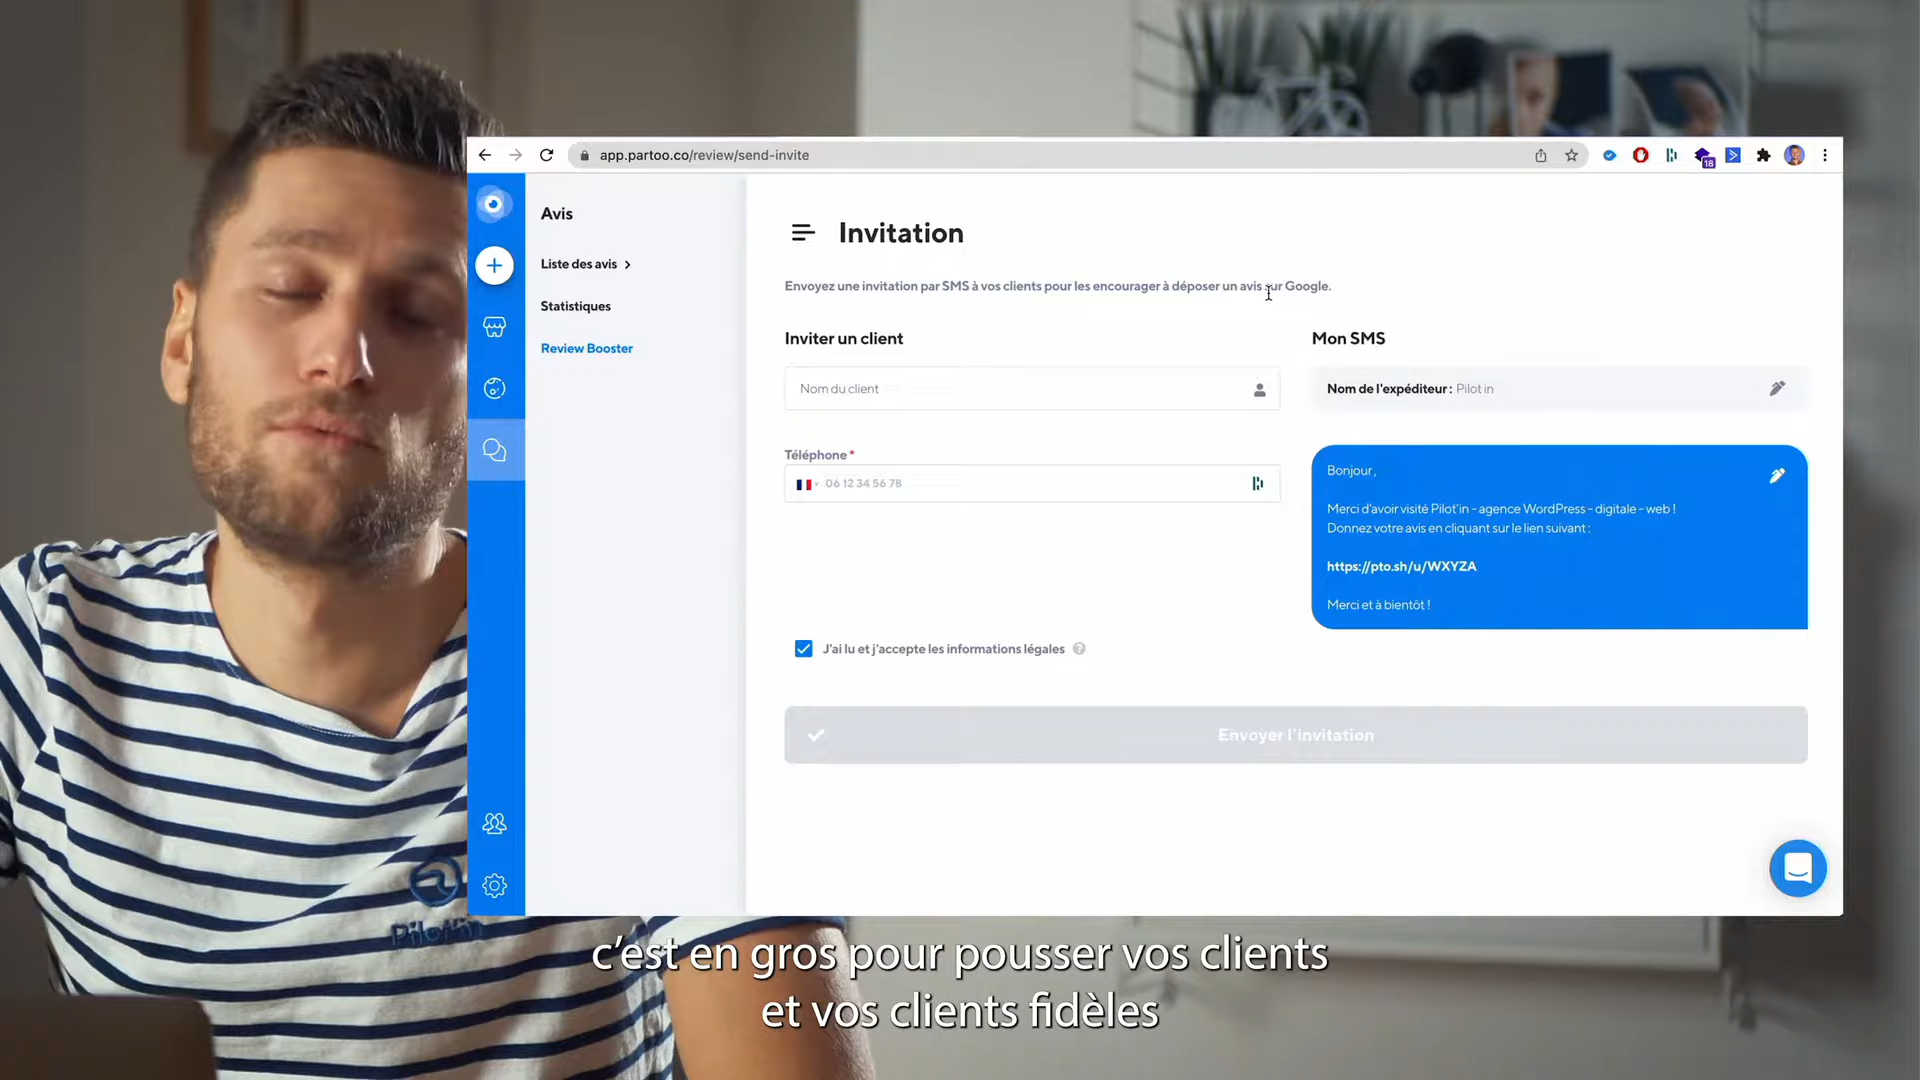 app.partoo.co/review/send-invite
18
Avis
Liste des avis
Statistiques
Review Booster
Invitation
Envoyez une invitation par SMS à vos clients pour les encourager à déposer un avis sur Google.
Inviter un client
Nom du client
Téléphone *
06 12 34 56 78
J'ai lu et j'accepte les informations légales
?
Mon SMS
Nom de l'expéditeur : Pilot in
Bonjour,
Merci d'avoir visité Pilot'in - agence WordPress - digitale - web !
Donnez votre avis en cliquant sur le lien suivant :
https://pto.sh/u/WXYZA
Merci et à bientôt !
Envoyer l'invitation
Pilot'in
c’est en gros pour pousser vos clients
et vos clients fidèles